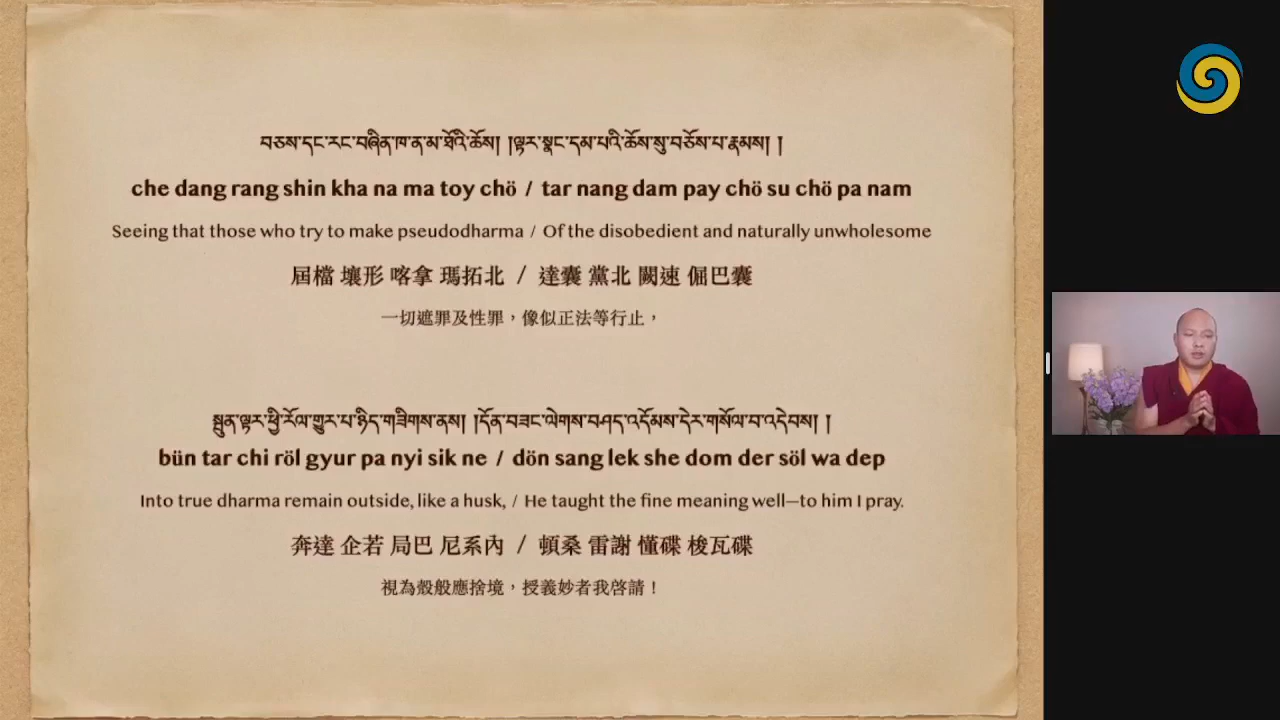 བཅས་དང་རང་བཞིན་ཁ་ན་མ་ཐོའི་ཆོས། །ལྟར་སྣང་དམ་པའི་ཆོས་སུ་བཅོས་པ་རྣམས། །
che dang rang shin kha na ma toy chö / tar nang dam pay chö su chö pa nam
Seeing that those who try to make pseudodharma / Of the disobedient and naturally unwholesome
屆檔 壤形 喀拿 瑪拓北 / 達囊 黨北 闕速 倔巴囊
一切遮罪及性罪，像似正法等行止，
སྦུན་ལྟར་ཕྱི་རོལ་གྱུར་པ་ཉིད་གཟིགས་ནས། །དོན་བཟང་ལེགས་བཤད་འདོམས་དེར་གསོལ་བ་འདེབས། །
bün tar chi röl gyur pa nyi sik ne / dön sang lek she dom der söl wa dep
Into true dharma remain outside, like a husk, / He taught the fine meaning well—to him I pray.
奔達 企若 局巴 尼系內 / 頓桑 雷謝 懂碟 梭瓦碟
視為殼般應捨境，授義妙者我啓請！